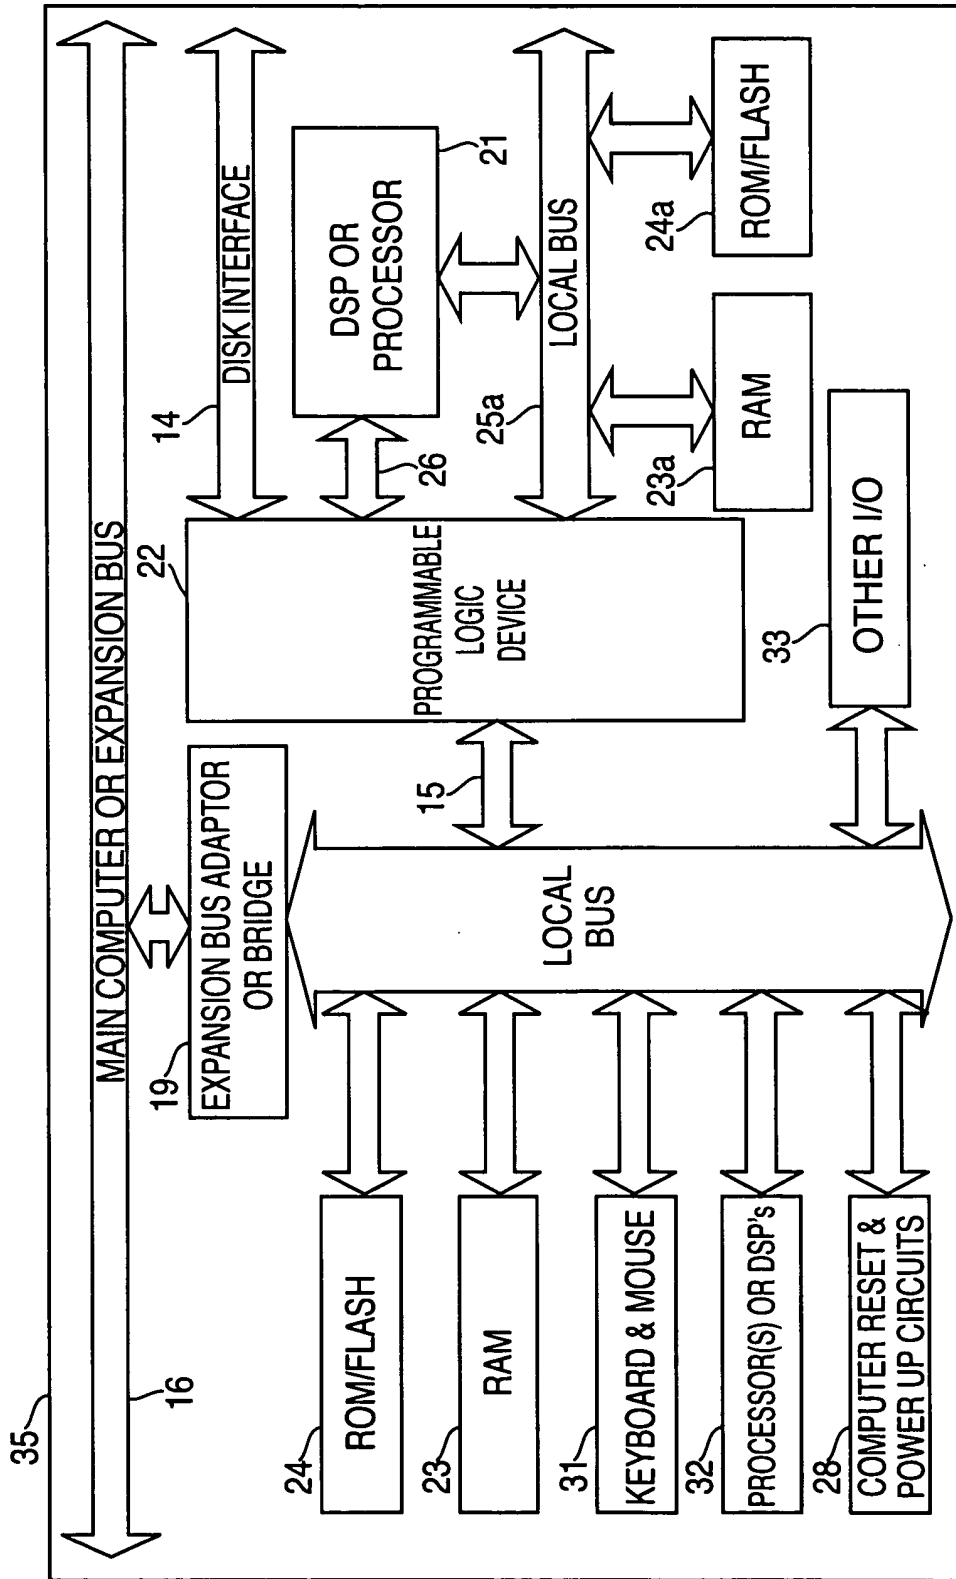 35
MAIN COMPUTER OR EXPANSION BUS
16
19
EXPANSION BUS ADAPTOR
OR BRIDGE
22
PROGRAMMABLE
LOGIC
DEVICE
14
DISK INTERFACE
DSP OR
PROCESSOR
21
26
25a
LOCAL BUS
15
24
ROM/FLASH
23
RAM
31
KEYBOARD & MOUSE
32
PROCESSOR(S) OR DSP's
28
COMPUTER RESET &
POWER UP CIRCUITS
LOCAL
BUS
33
OTHER I/O
23a
RAM
24a
ROM/FLASH